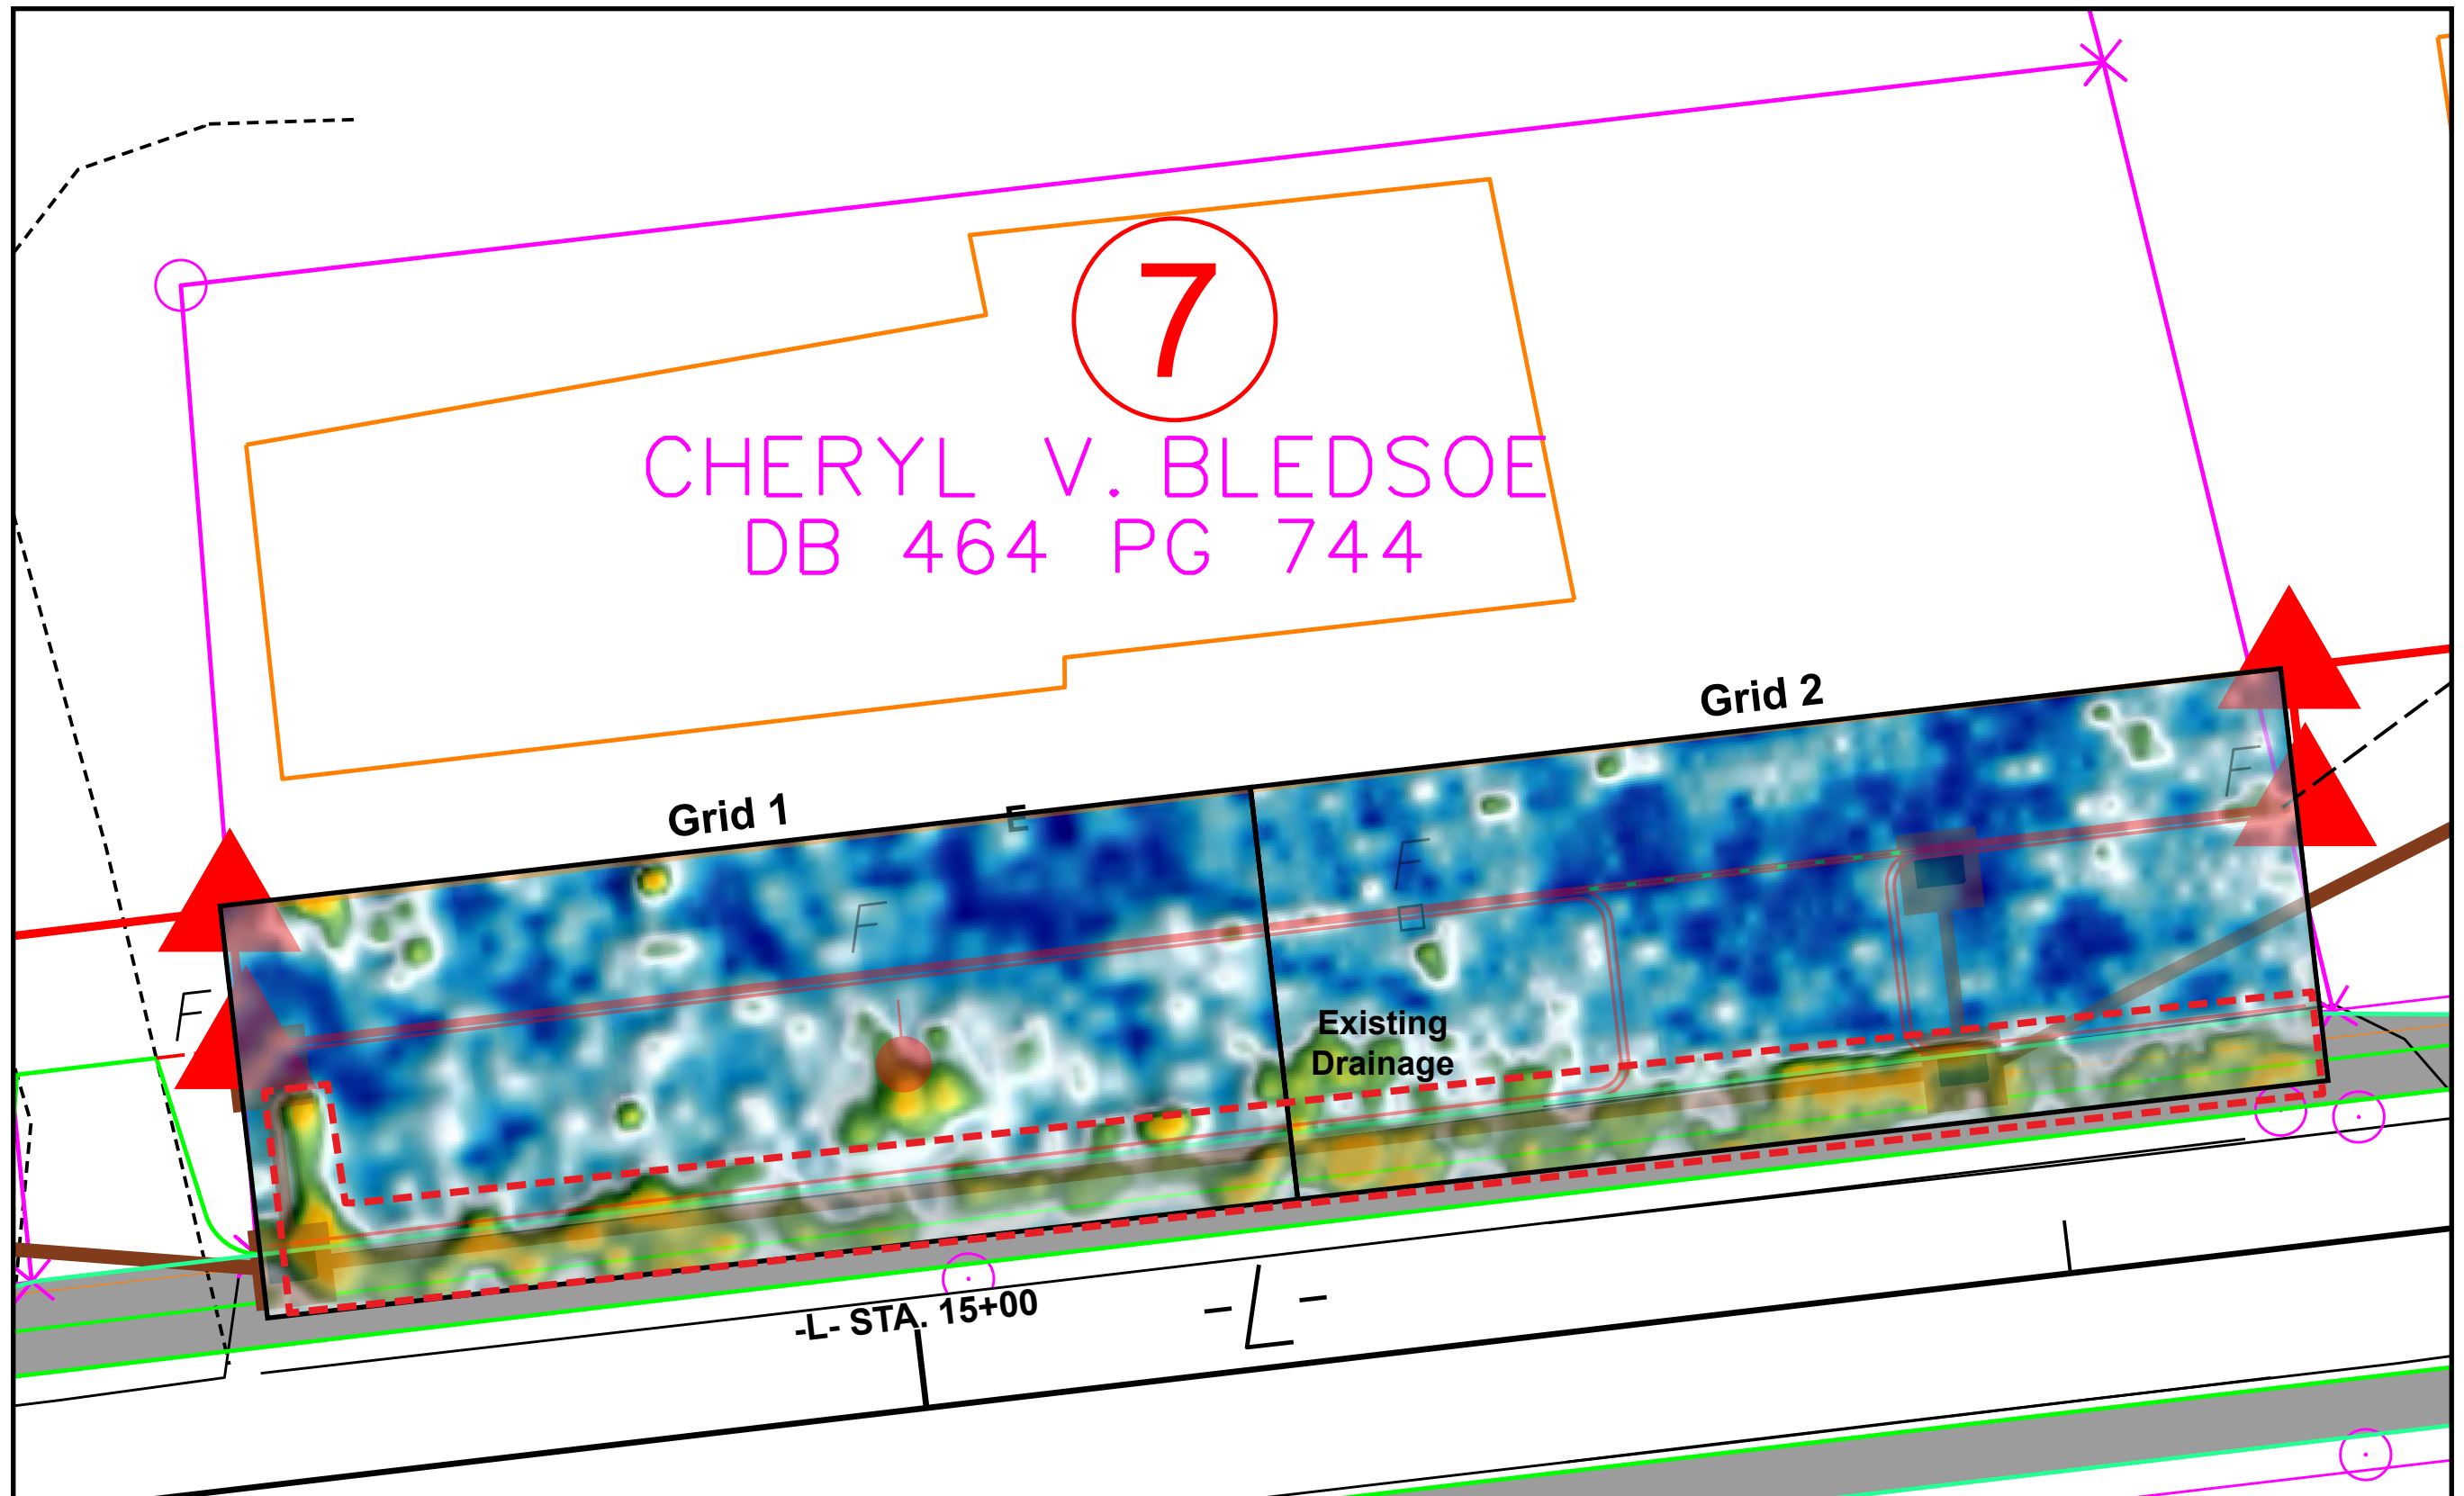 7
CHERYL V. BLEDSOE
DB 464 PG 744
Grid 2
Grid 1
E
F
F
F
F
Existing
Drainage
-L- STA. 15+00
- L -